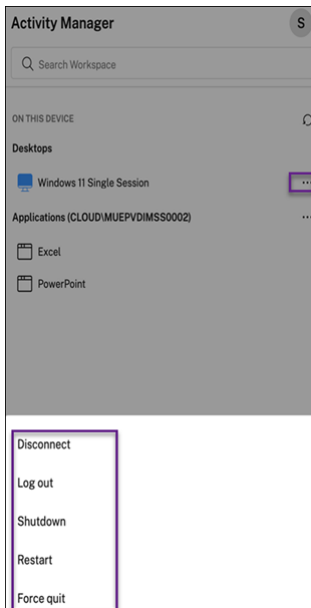 Activity Manager
S
Search Workspace
ON THIS DEVICE
Desktops
Windows 11 Single Session
...
Applications (CLOUD\MUEPVDIMSS0002)
...
Excel
PowerPoint
Disconnect
Log out
Shutdown
Restart
Force quit